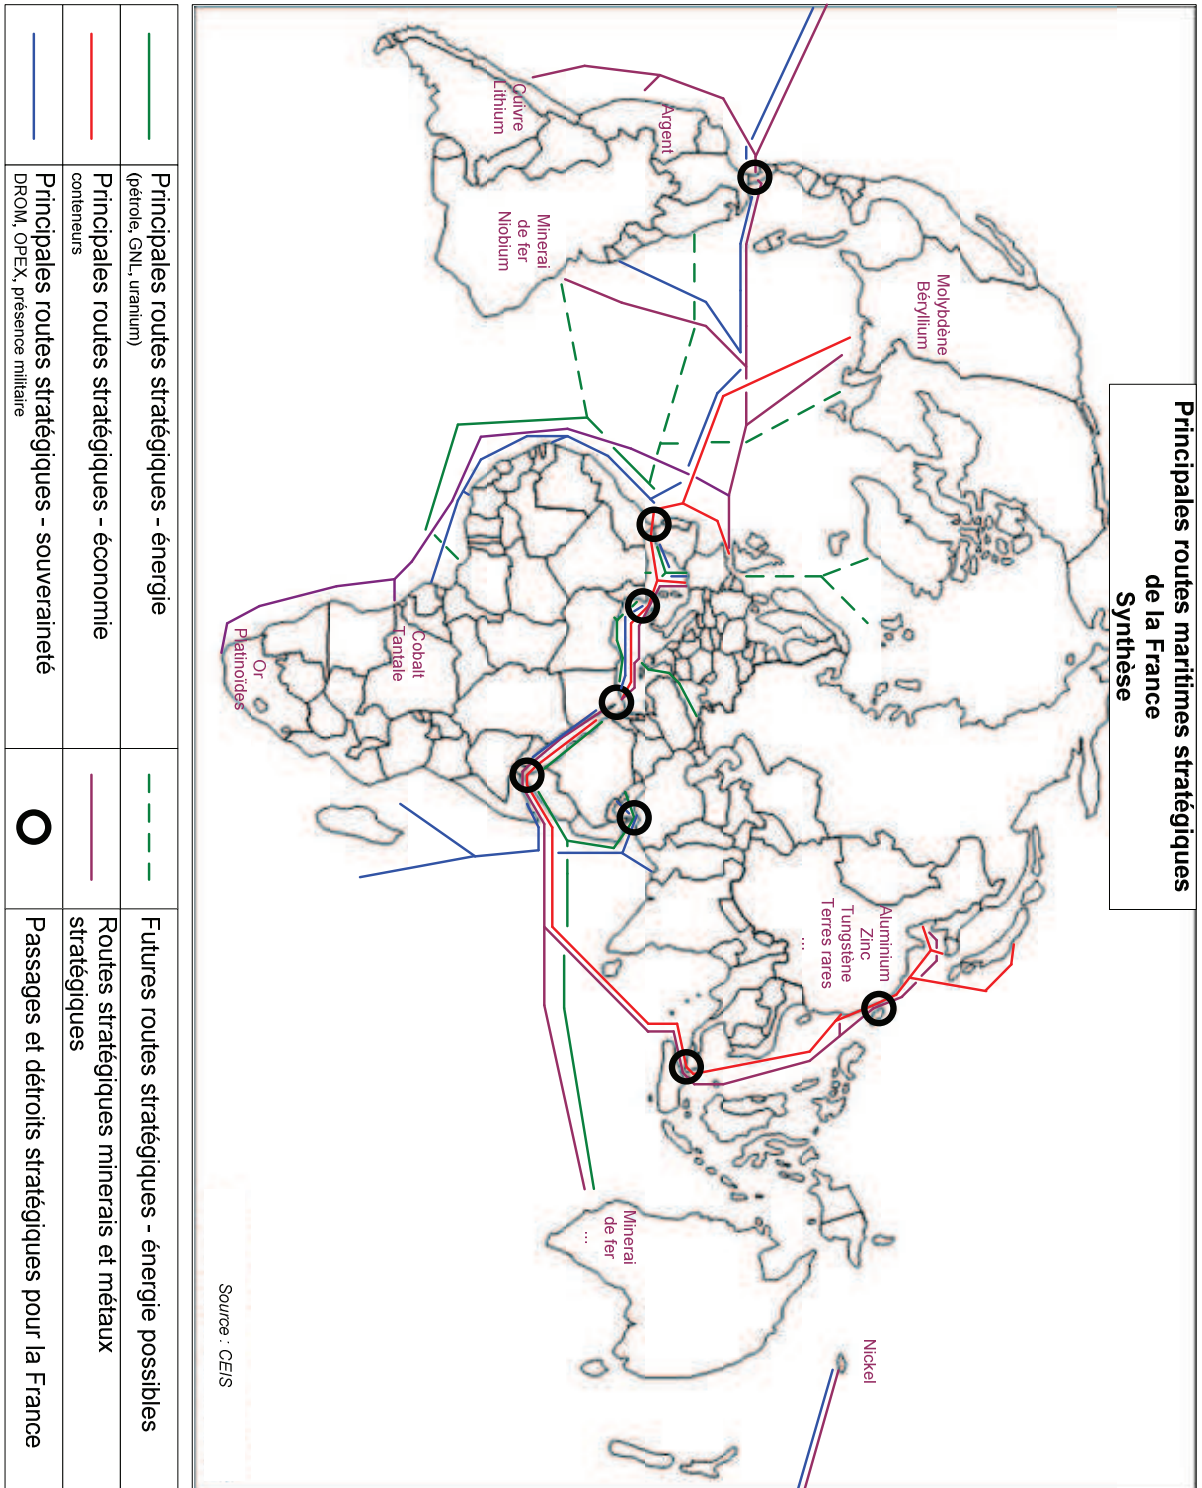 Principales routes maritimes stratégiques
de la France
Synthèse
Molybdène
Béryllium
Argent
Cuivre
Lithium
Minerai
de fer
Niobium
Cobalt
Tantale
Or
Platinoïdes
Aluminium
Zinc
Tungstène
Terres rares
...
Minerai
de fer
...
Nickel
Source : CEIS
Principales routes stratégiques - énergie
(pétrole, GNL, uranium)
Futures routes stratégiques - énergie possibles
Principales routes stratégiques - économie
conteneurs
Routes stratégiques minerais et métaux
stratégiques
Principales routes stratégiques - souveraineté
DROM, OPEX, présence militaire
Passages et détroits stratégiques pour la France